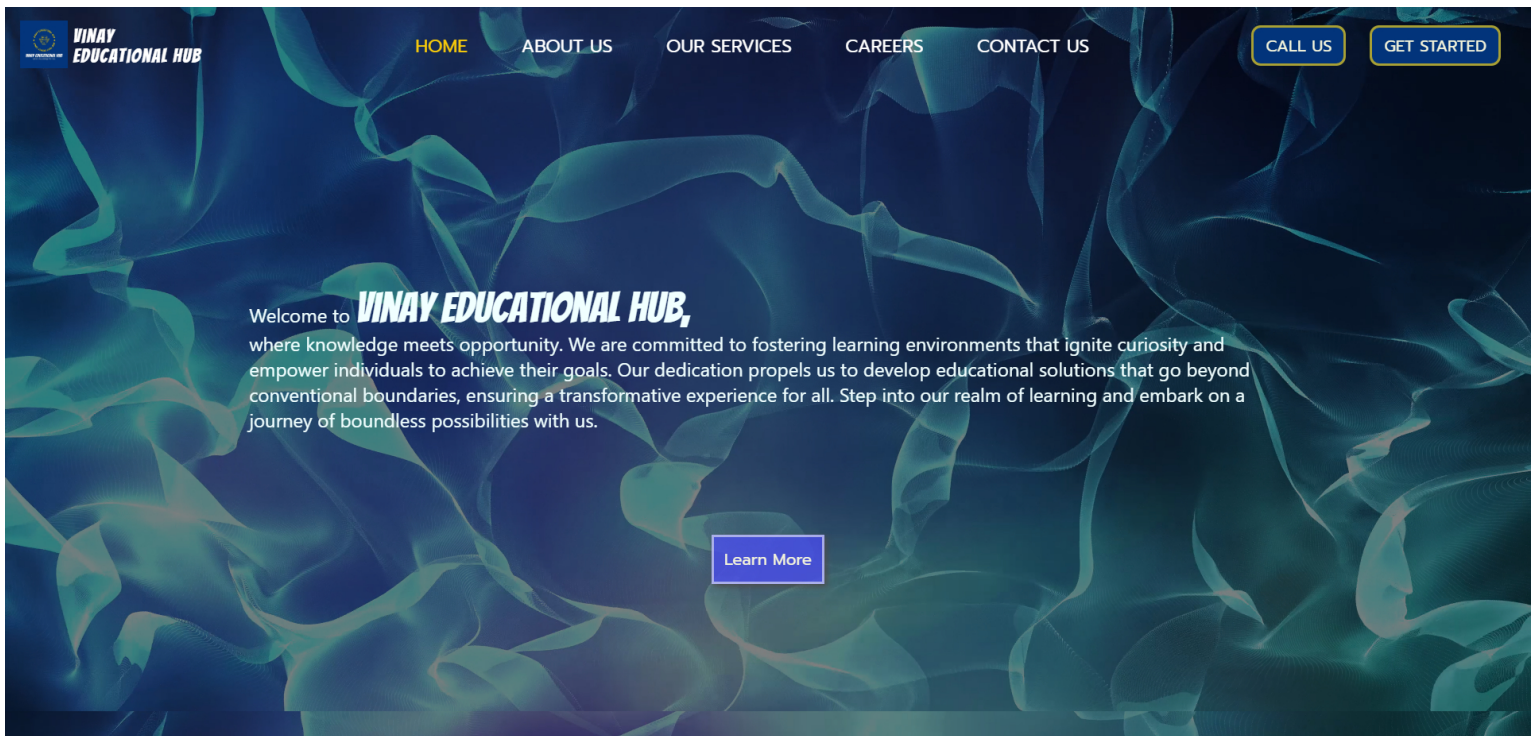 VINAY
EDUCATIONAL HUB
HOME ABOUT US OUR SERVICES CAREERS CONTACT US CALL US GET STARTED
Welcome to VINAY EDUCATIONAL HUB,
where knowledge meets opportunity. We are committed to fostering learning environments that ignite curiosity and
empower individuals to achieve their goals. Our dedication propels us to develop educational solutions that go beyond
conventional boundaries, ensuring a transformative experience for all. Step into our realm of learning and embark on a
journey of boundless possibilities with us.
Learn More